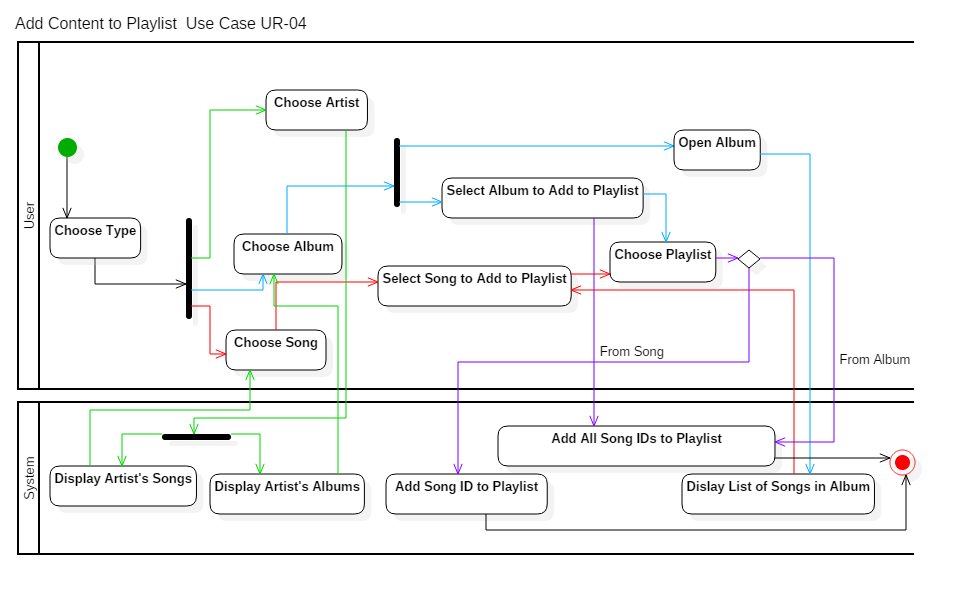 Add Content to Playlist  Use Case UR-04
User
Choose Artist
Open Album
Select Album to Add to Playlist
Choose Type
Choose Album
Choose Playlist
Select Song to Add to Playlist
Choose Song
From Song
From Album
System
Add All Song IDs to Playlist
Display Artist's Songs
Display Artist's Albums
Add Song ID to Playlist
Dislay List of Songs in Album